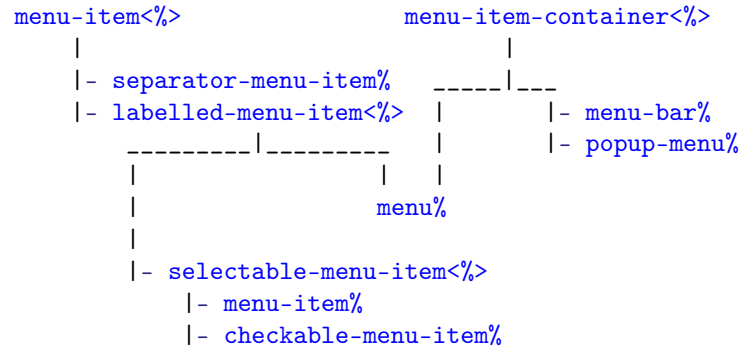 menu-item<%> menu-item-container<%>
| |
|- separator-menu-item% _____|___
|- labelled-menu-item<%> | |- menu-bar%
_________|_________ | |- popup-menu%
| | |
| menu%
|
|- selectable-menu-item<%>
|- menu-item%
|- checkable-menu-item%